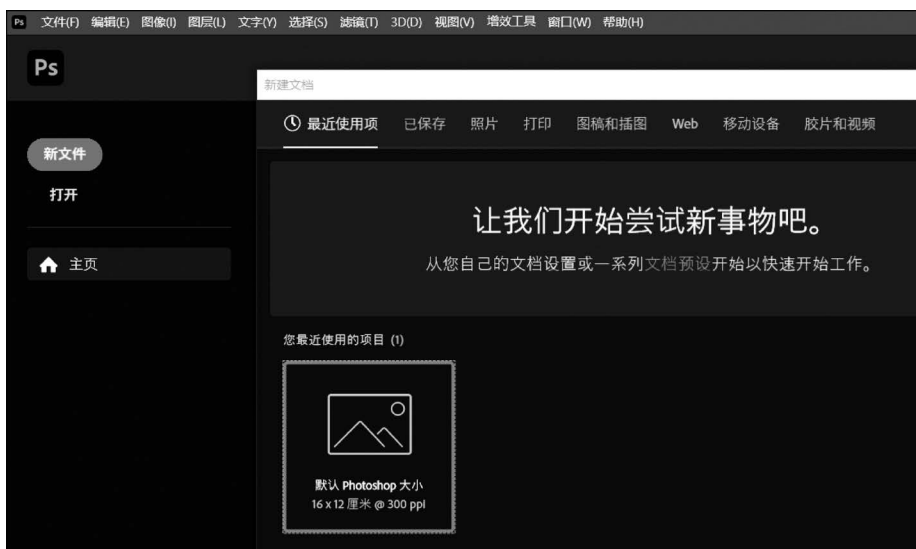 Ps 文件(F) 编辑(E) 图像(I) 图层(L) 文字(Y) 选择(S) 滤镜(T) 3D(D) 视图(V) 增效工具 窗口(W) 帮助(H)
Ps
新建文档
最近使用项 已保存 照片 打印 图稿和插图 Web 移动设备 胶片和视频
新文件
打开
主页
让我们开始尝试新事物吧。
从您自己的文档设置或一系列文档预设开始以快速开始工作。
您最近使用的项目 (1)
默认 Photoshop 大小
16 x 12 厘米 @ 300 ppi